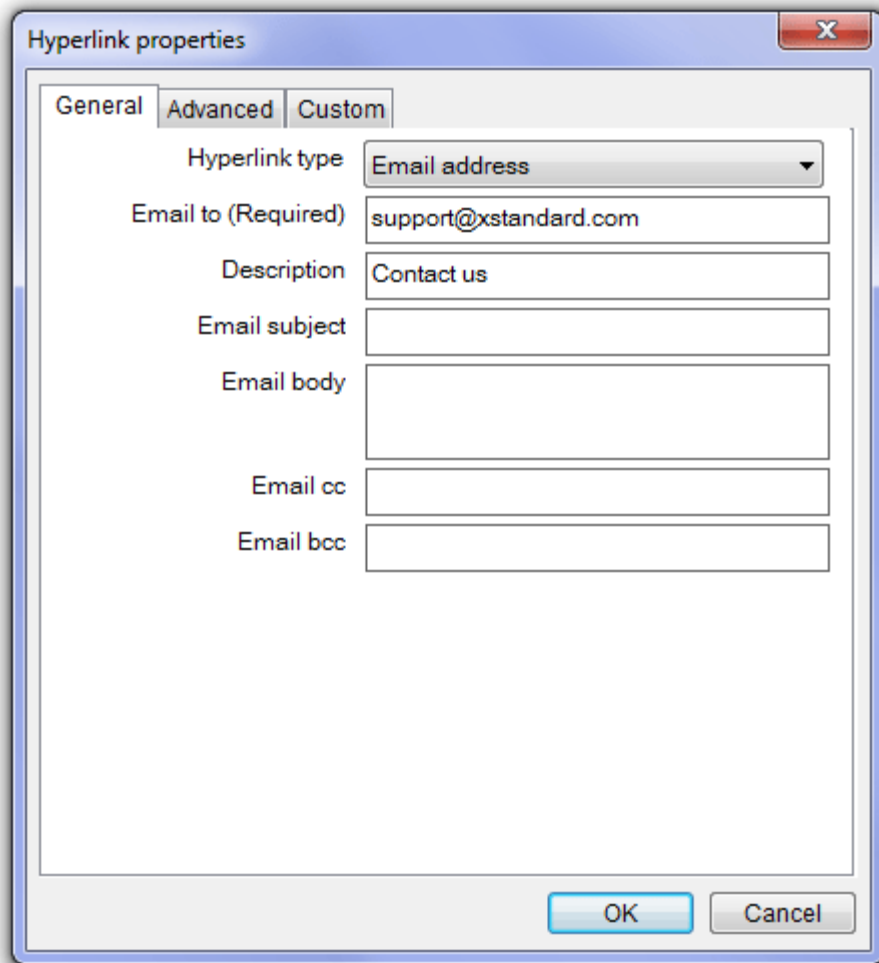 Hyperlink properties
General Advanced Custom
Hyperlink type Email address
Email to (Required) support@xstandard.com
Description Contact us
Email subject
Email body
Email cc
Email bcc
OK Cancel